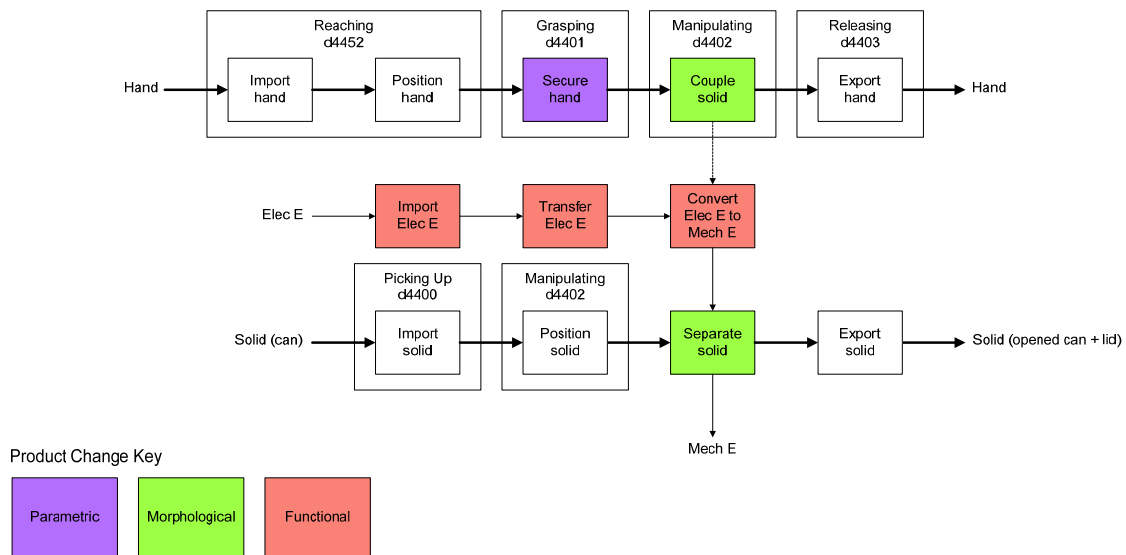 Reaching
d4452
Grasping
d4401
Manipulating
d4402
Releasing
d4403
Hand
Import
hand
Position
hand
Secure
hand
Couple
solid
Export
hand
Hand
Elec E
Import
Elec E
Transfer
Elec E
Convert
Elec E to
Mech E
Picking Up
d4400
Manipulating
d4402
Solid (can)
Import
solid
Position
solid
Separate
solid
Export
solid
Solid (opened can + lid)
Mech E
Product Change Key
Parametric
Morphological
Functional